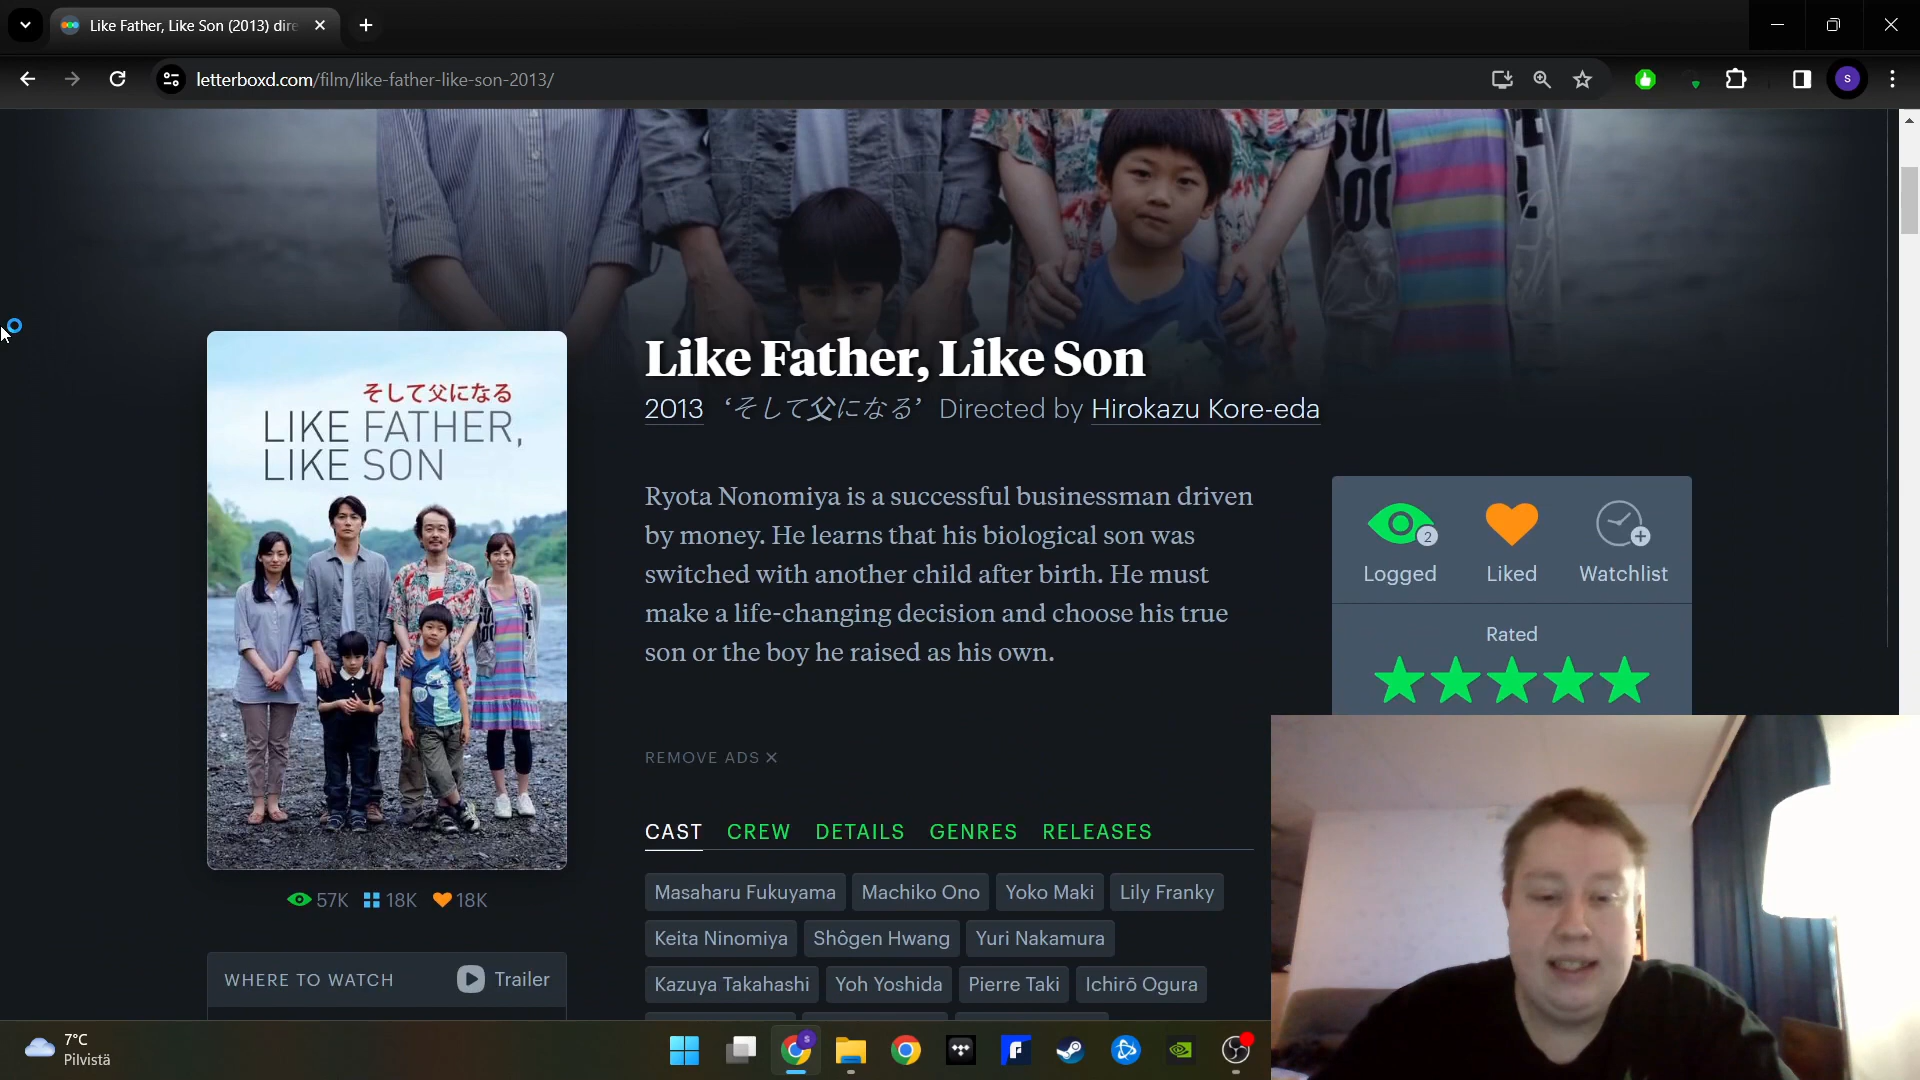 Like Father, Like Son (2013) dire
letterboxd.com/film/like-father-like-son-2013/
S
そして父になる
LIKE FATHER,
LIKE SON
Like Father, Like Son
2013 ‘そして父になる’ Directed by Hirokazu Kore-eda
Ryota Nonomiya is a successful businessman driven
by money. He learns that his biological son was
switched with another child after birth. He must
make a life-changing decision and choose his true
son or the boy he raised as his own.
2
Logged Liked Watchlist
Rated
REMOVE ADS ×
CAST CREW DETAILS GENRES RELEASES
Masaharu Fukuyama Machiko Ono Yoko Maki Lily Franky
Keita Ninomiya Shôgen Hwang Yuri Nakamura
Kazuya Takahashi Yoh Yoshida Pierre Taki Ichirō Ogura
57K 18K 18K
WHERE TO WATCH Trailer
7°C
Pilvistä